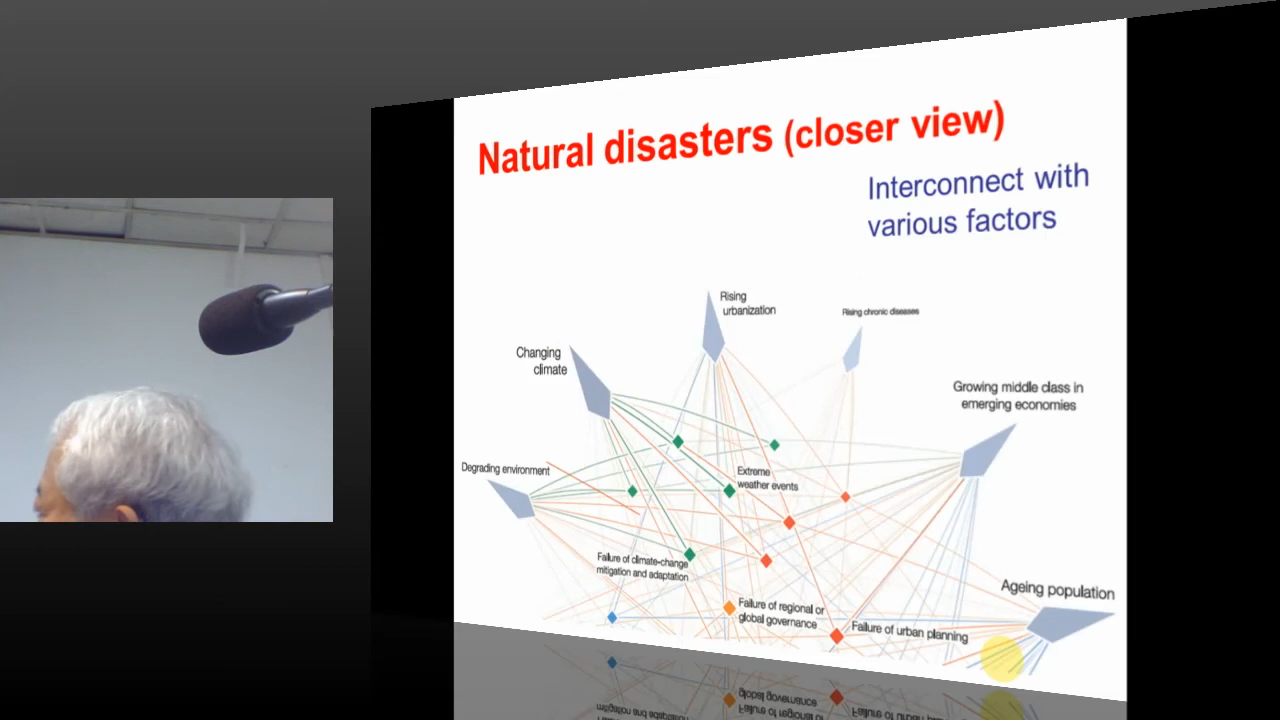 Natural disasters (closer view)
Interconnect with
various factors
Rising
urbanization
Rising chronic diseases
Changing
climate
Growing middle class in
emerging economies
Degrading environment
Extreme
weather events
Failure of climate-change
mitigation and adaptation
Ageing population
Failure of regional or
global governance
Failure of urban planning